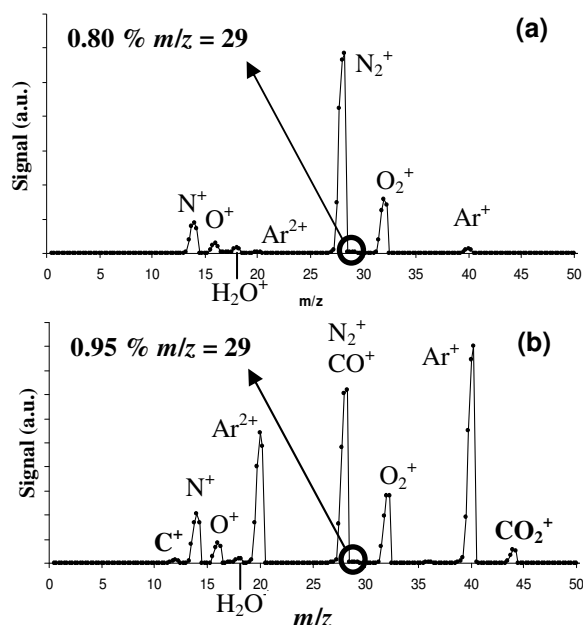 (a)
0.80 % m/z = 29
N₂⁺
Signal (a.u.)
O₂⁺
N⁺
O⁺
Ar²⁺
Ar⁺
0 5 10 15 20 25 30 35 40 45 50
H₂O⁺
m/z
(b)
0.95 % m/z = 29
N₂⁺
CO⁺
Ar⁺
Signal (a.u.)
Ar²⁺
N⁺
O₂⁺
O⁺
C⁺
CO₂⁺
0 5 10 15 20 25 30 35 40 45 50
H₂O
m/z